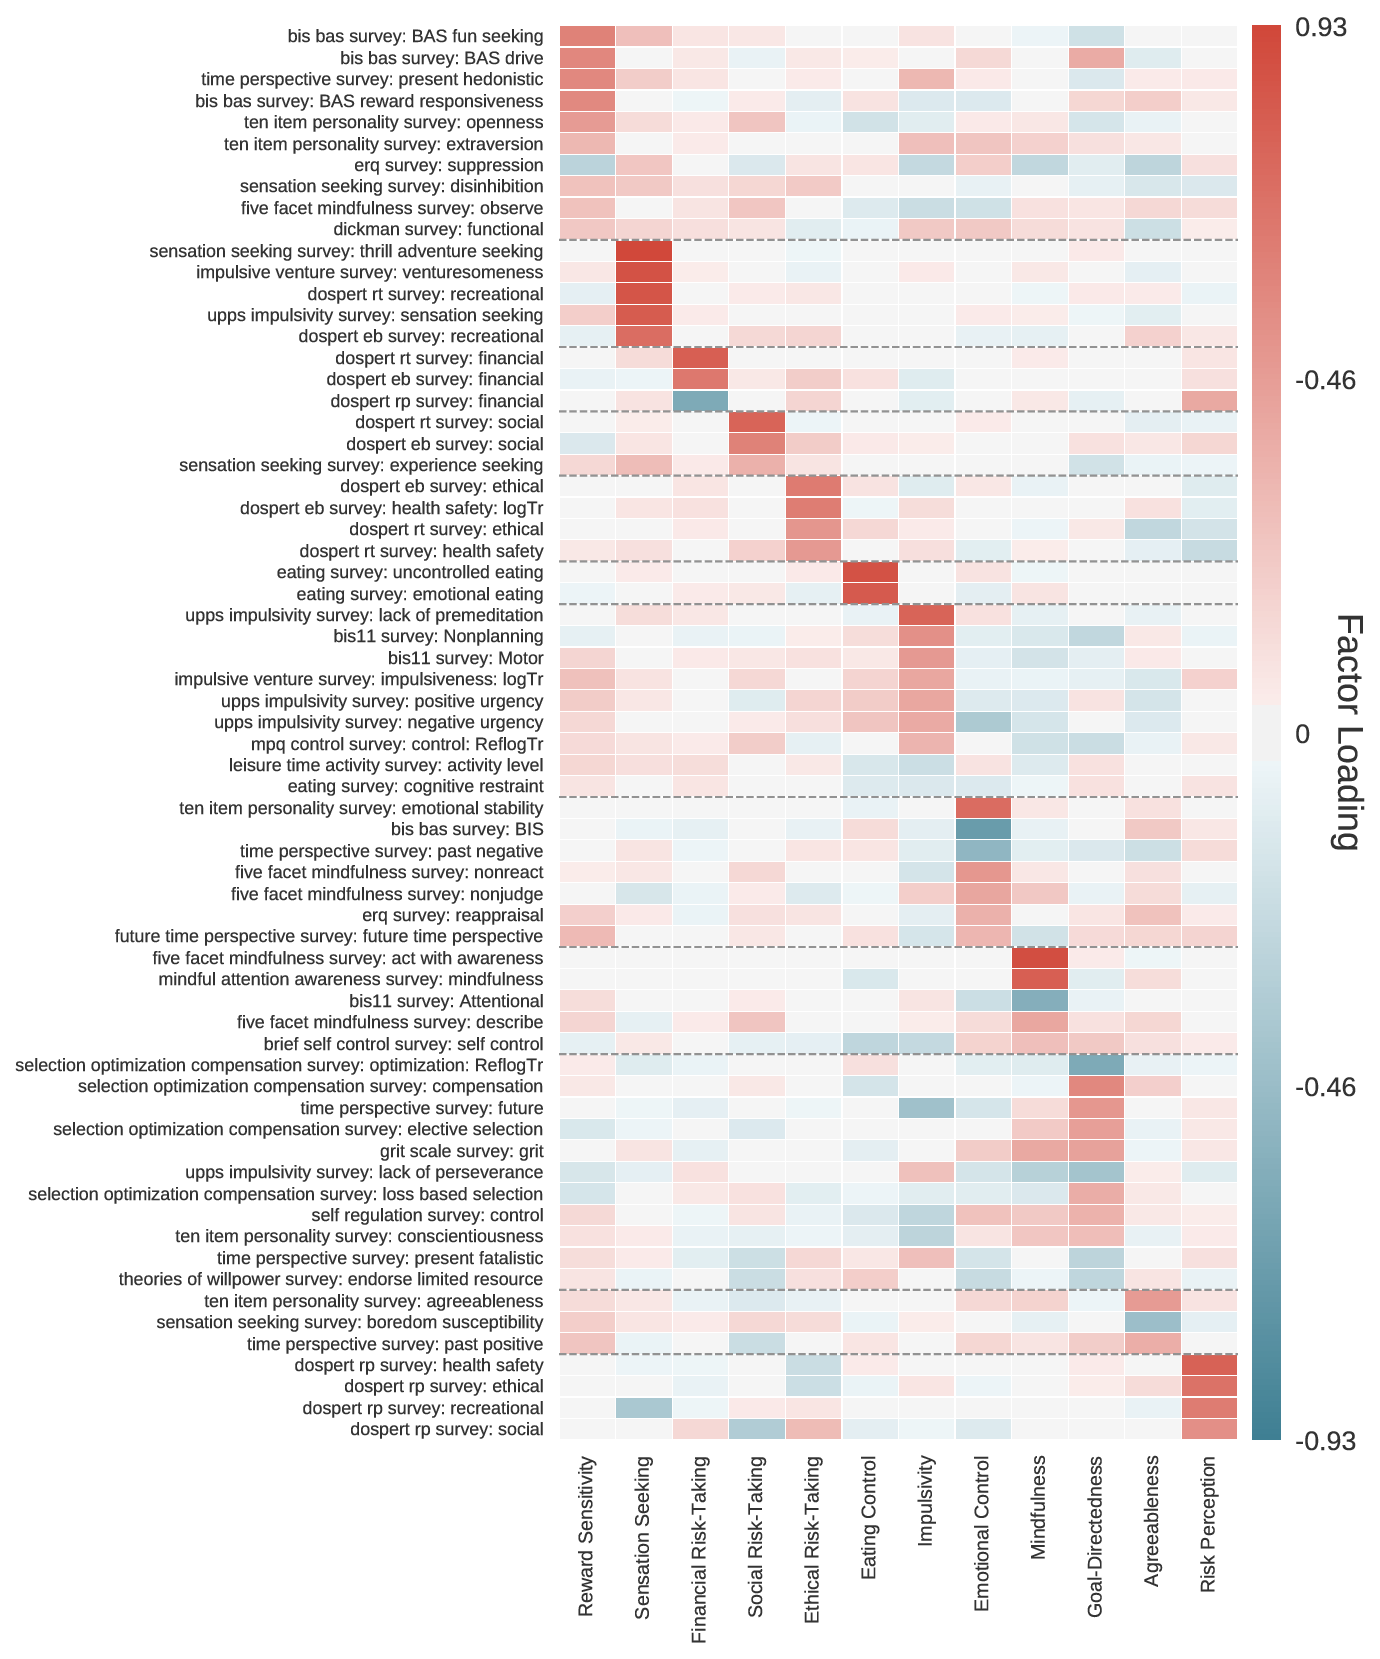 bis bas survey: BAS fun seeking
bis bas survey: BAS drive
time perspective survey: present hedonistic
bis bas survey: BAS reward responsiveness
ten item personality survey: openness
ten item personality survey: extraversion
erq survey: suppression
sensation seeking survey: disinhibition
five facet mindfulness survey: observe
dickman survey: functional
sensation seeking survey: thrill adventure seeking
impulsive venture survey: venturesomeness
dospert rt survey: recreational
upps impulsivity survey: sensation seeking
dospert eb survey: recreational
dospert rt survey: financial
dospert eb survey: financial
dospert rp survey: financial
dospert rt survey: social
dospert eb survey: social
sensation seeking survey: experience seeking
dospert eb survey: ethical
dospert eb survey: health safety: logTr
dospert rt survey: ethical
dospert rt survey: health safety
eating survey: uncontrolled eating
eating survey: emotional eating
upps impulsivity survey: lack of premeditation
bis11 survey: Nonplanning
bis11 survey: Motor
impulsive venture survey: impulsiveness: logTr
upps impulsivity survey: positive urgency
upps impulsivity survey: negative urgency
mpq control survey: control: ReflogTr
leisure time activity survey: activity level
eating survey: cognitive restraint
ten item personality survey: emotional stability
bis bas survey: BIS
time perspective survey: past negative
five facet mindfulness survey: nonreact
five facet mindfulness survey: nonjudge
erq survey: reappraisal
future time perspective survey: future time perspective
five facet mindfulness survey: act with awareness
mindful attention awareness survey: mindfulness
bis11 survey: Attentional
five facet mindfulness survey: describe
brief self control survey: self control
selection optimization compensation survey: optimization: ReflogTr
selection optimization compensation survey: compensation
time perspective survey: future
selection optimization compensation survey: elective selection
grit scale survey: grit
upps impulsivity survey: lack of perseverance
selection optimization compensation survey: loss based selection
self regulation survey: control
ten item personality survey: conscientiousness
time perspective survey: present fatalistic
theories of willpower survey: endorse limited resource
ten item personality survey: agreeableness
sensation seeking survey: boredom susceptibility
time perspective survey: past positive
dospert rp survey: health safety
dospert rp survey: ethical
dospert rp survey: recreational
dospert rp survey: social
Reward Sensitivity
Sensation Seeking
Financial Risk-Taking
Social Risk-Taking
Ethical Risk-Taking
Eating Control
Impulsivity
Emotional Control
Mindfulness
Goal-Directedness
Agreeableness
Risk Perception
0.93
-0.46
0
-0.46
-0.93
Factor Loading